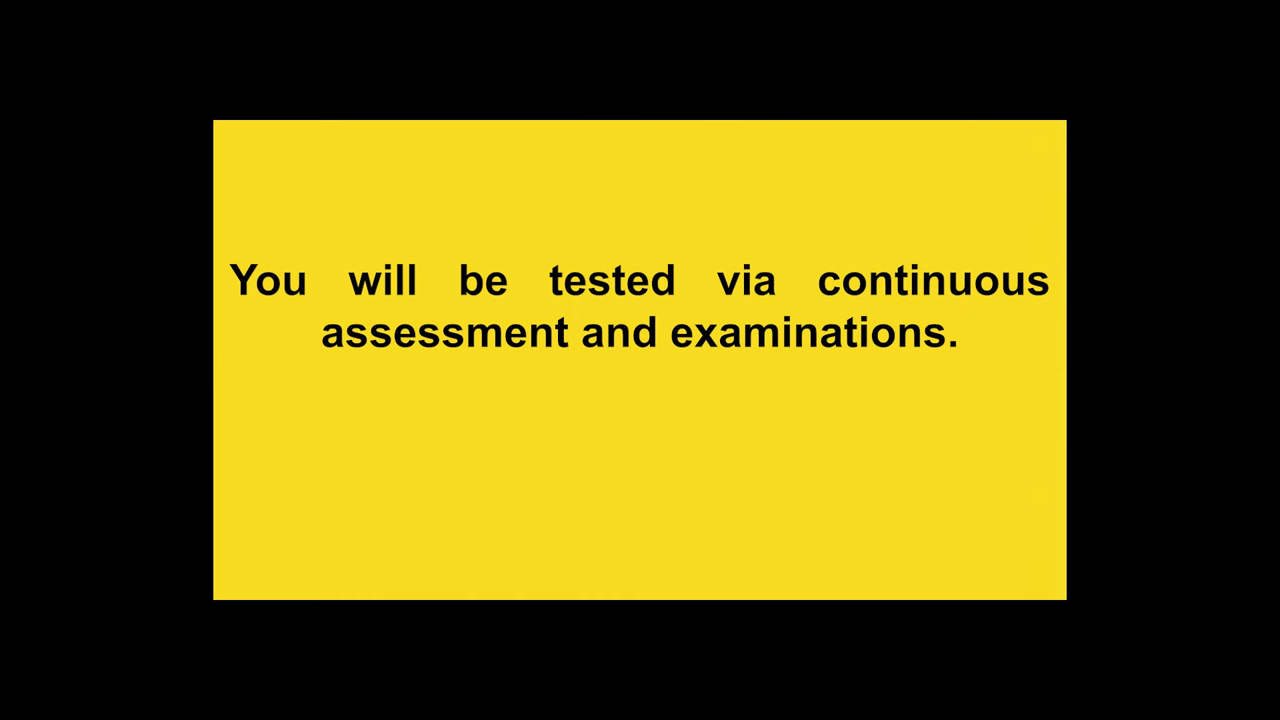 You will be tested via continuous
assessment and examinations.